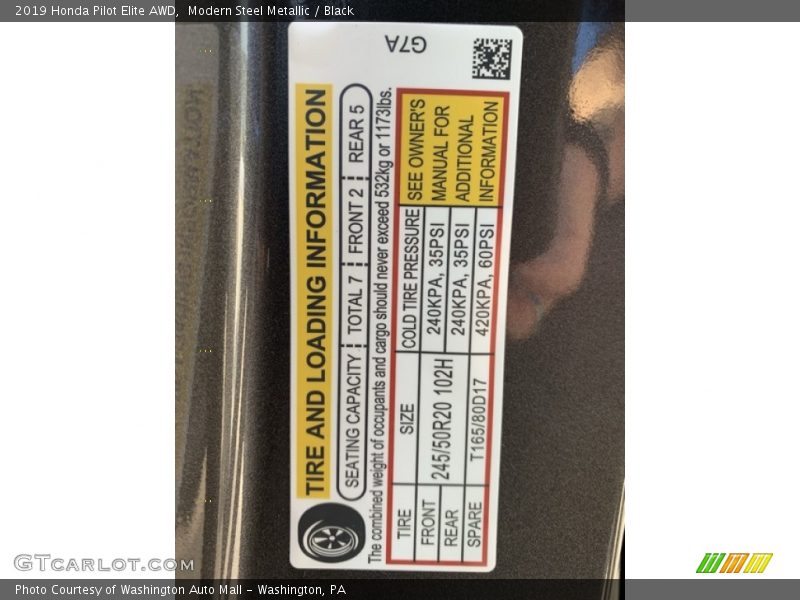 2019 Honda Pilot Elite AWD, Modern Steel Metallic / Black
G7A
TIRE AND LOADING INFORMATION
SEATING CAPACITY TOTAL 7 FRONT 2 REAR 5
The combined weight of occupants and cargo should never exceed 532kg or 1173lbs.
TIRE SIZE COLD TIRE PRESSURE
FRONT 245/50R20 102H 240KPA, 35PSI
REAR 240KPA, 35PSI
SPARE T165/80D17 420KPA, 60PSI
SEE OWNER'S
MANUAL FOR
ADDITIONAL
INFORMATION
GTcarlot.com
Photo Courtesy of Washington Auto Mall - Washington, PA